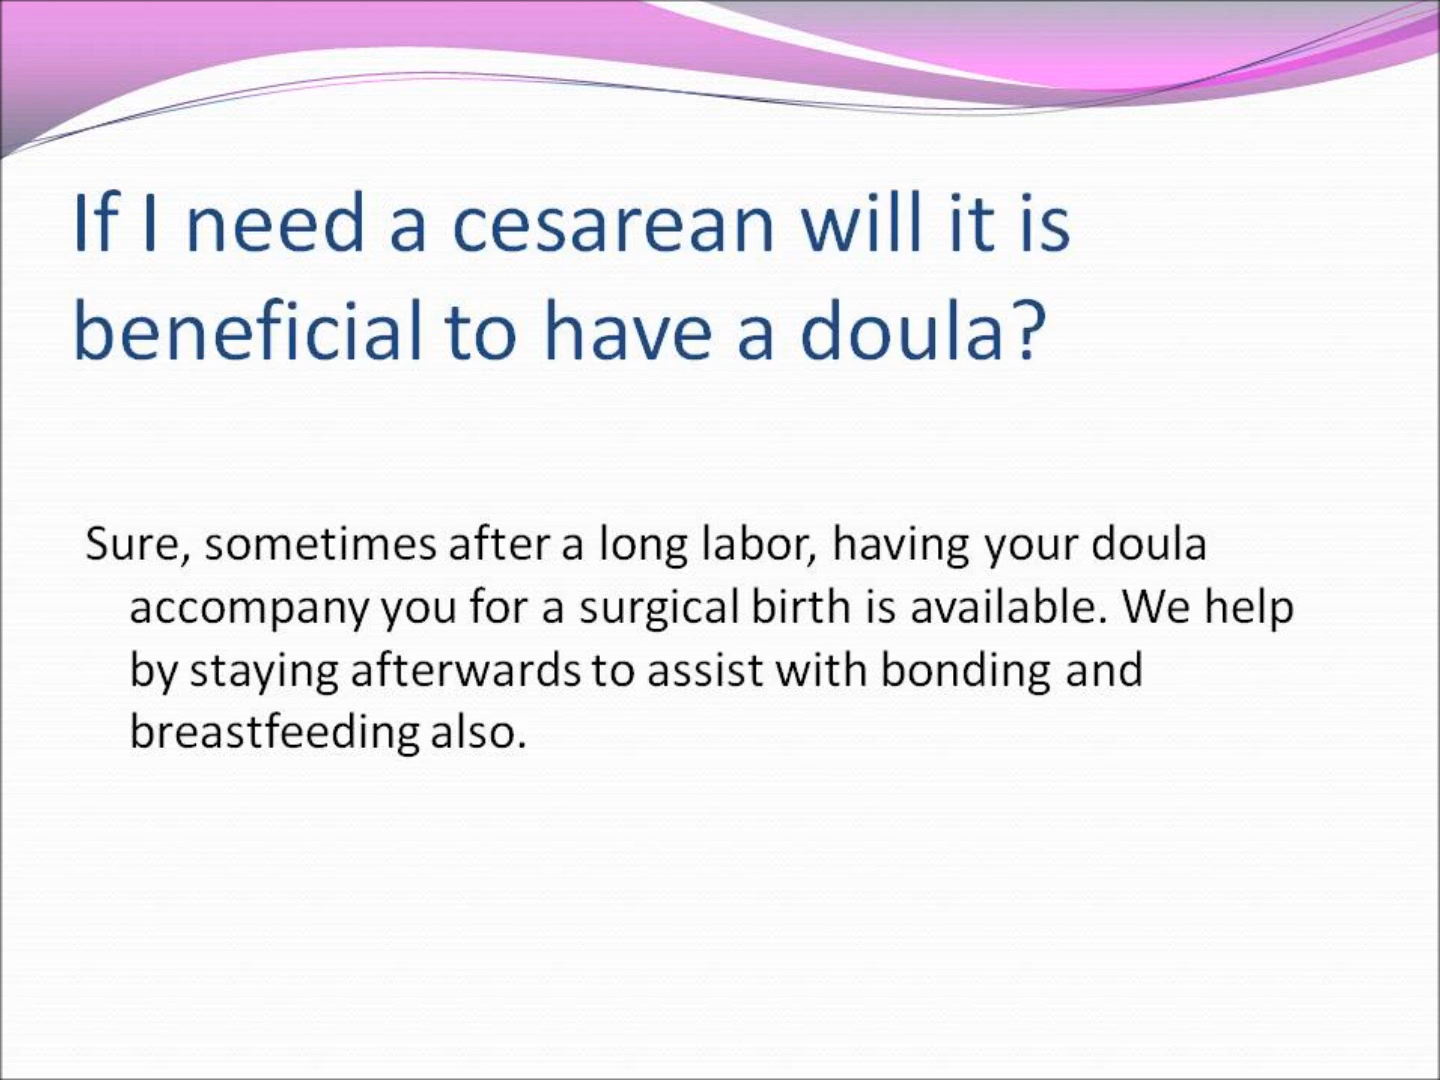 If I need a cesarean will it is
beneficial to have a doula?
Sure, sometimes after a long labor, having your doula
accompany you for a surgical birth is available. We help
by staying afterwards to assist with bonding and
breastfeeding also.